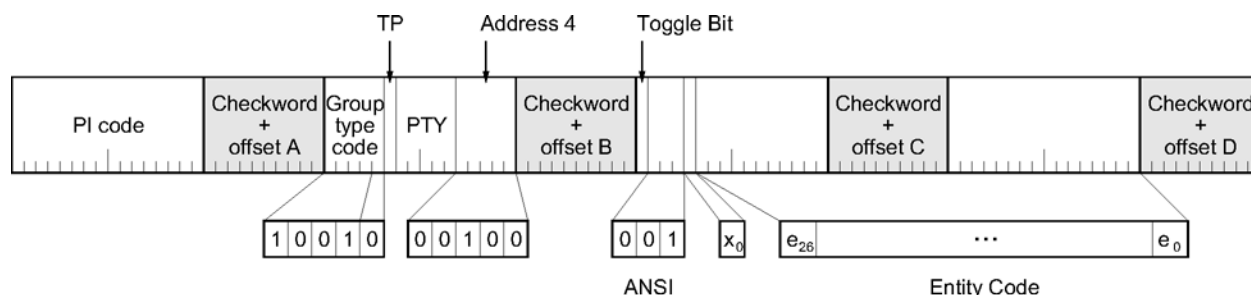 TP
Address 4
Toggle Bit
PI code
Checkword
+
offset A
Group
type
code
PTY
Checkword
+
offset B
Checkword
+
offset C
Checkword
+
offset D
1 0 0 1 0
0 0 1 0 0
0 0 1
x0
e26
...
e0
ANSI
Entity Code